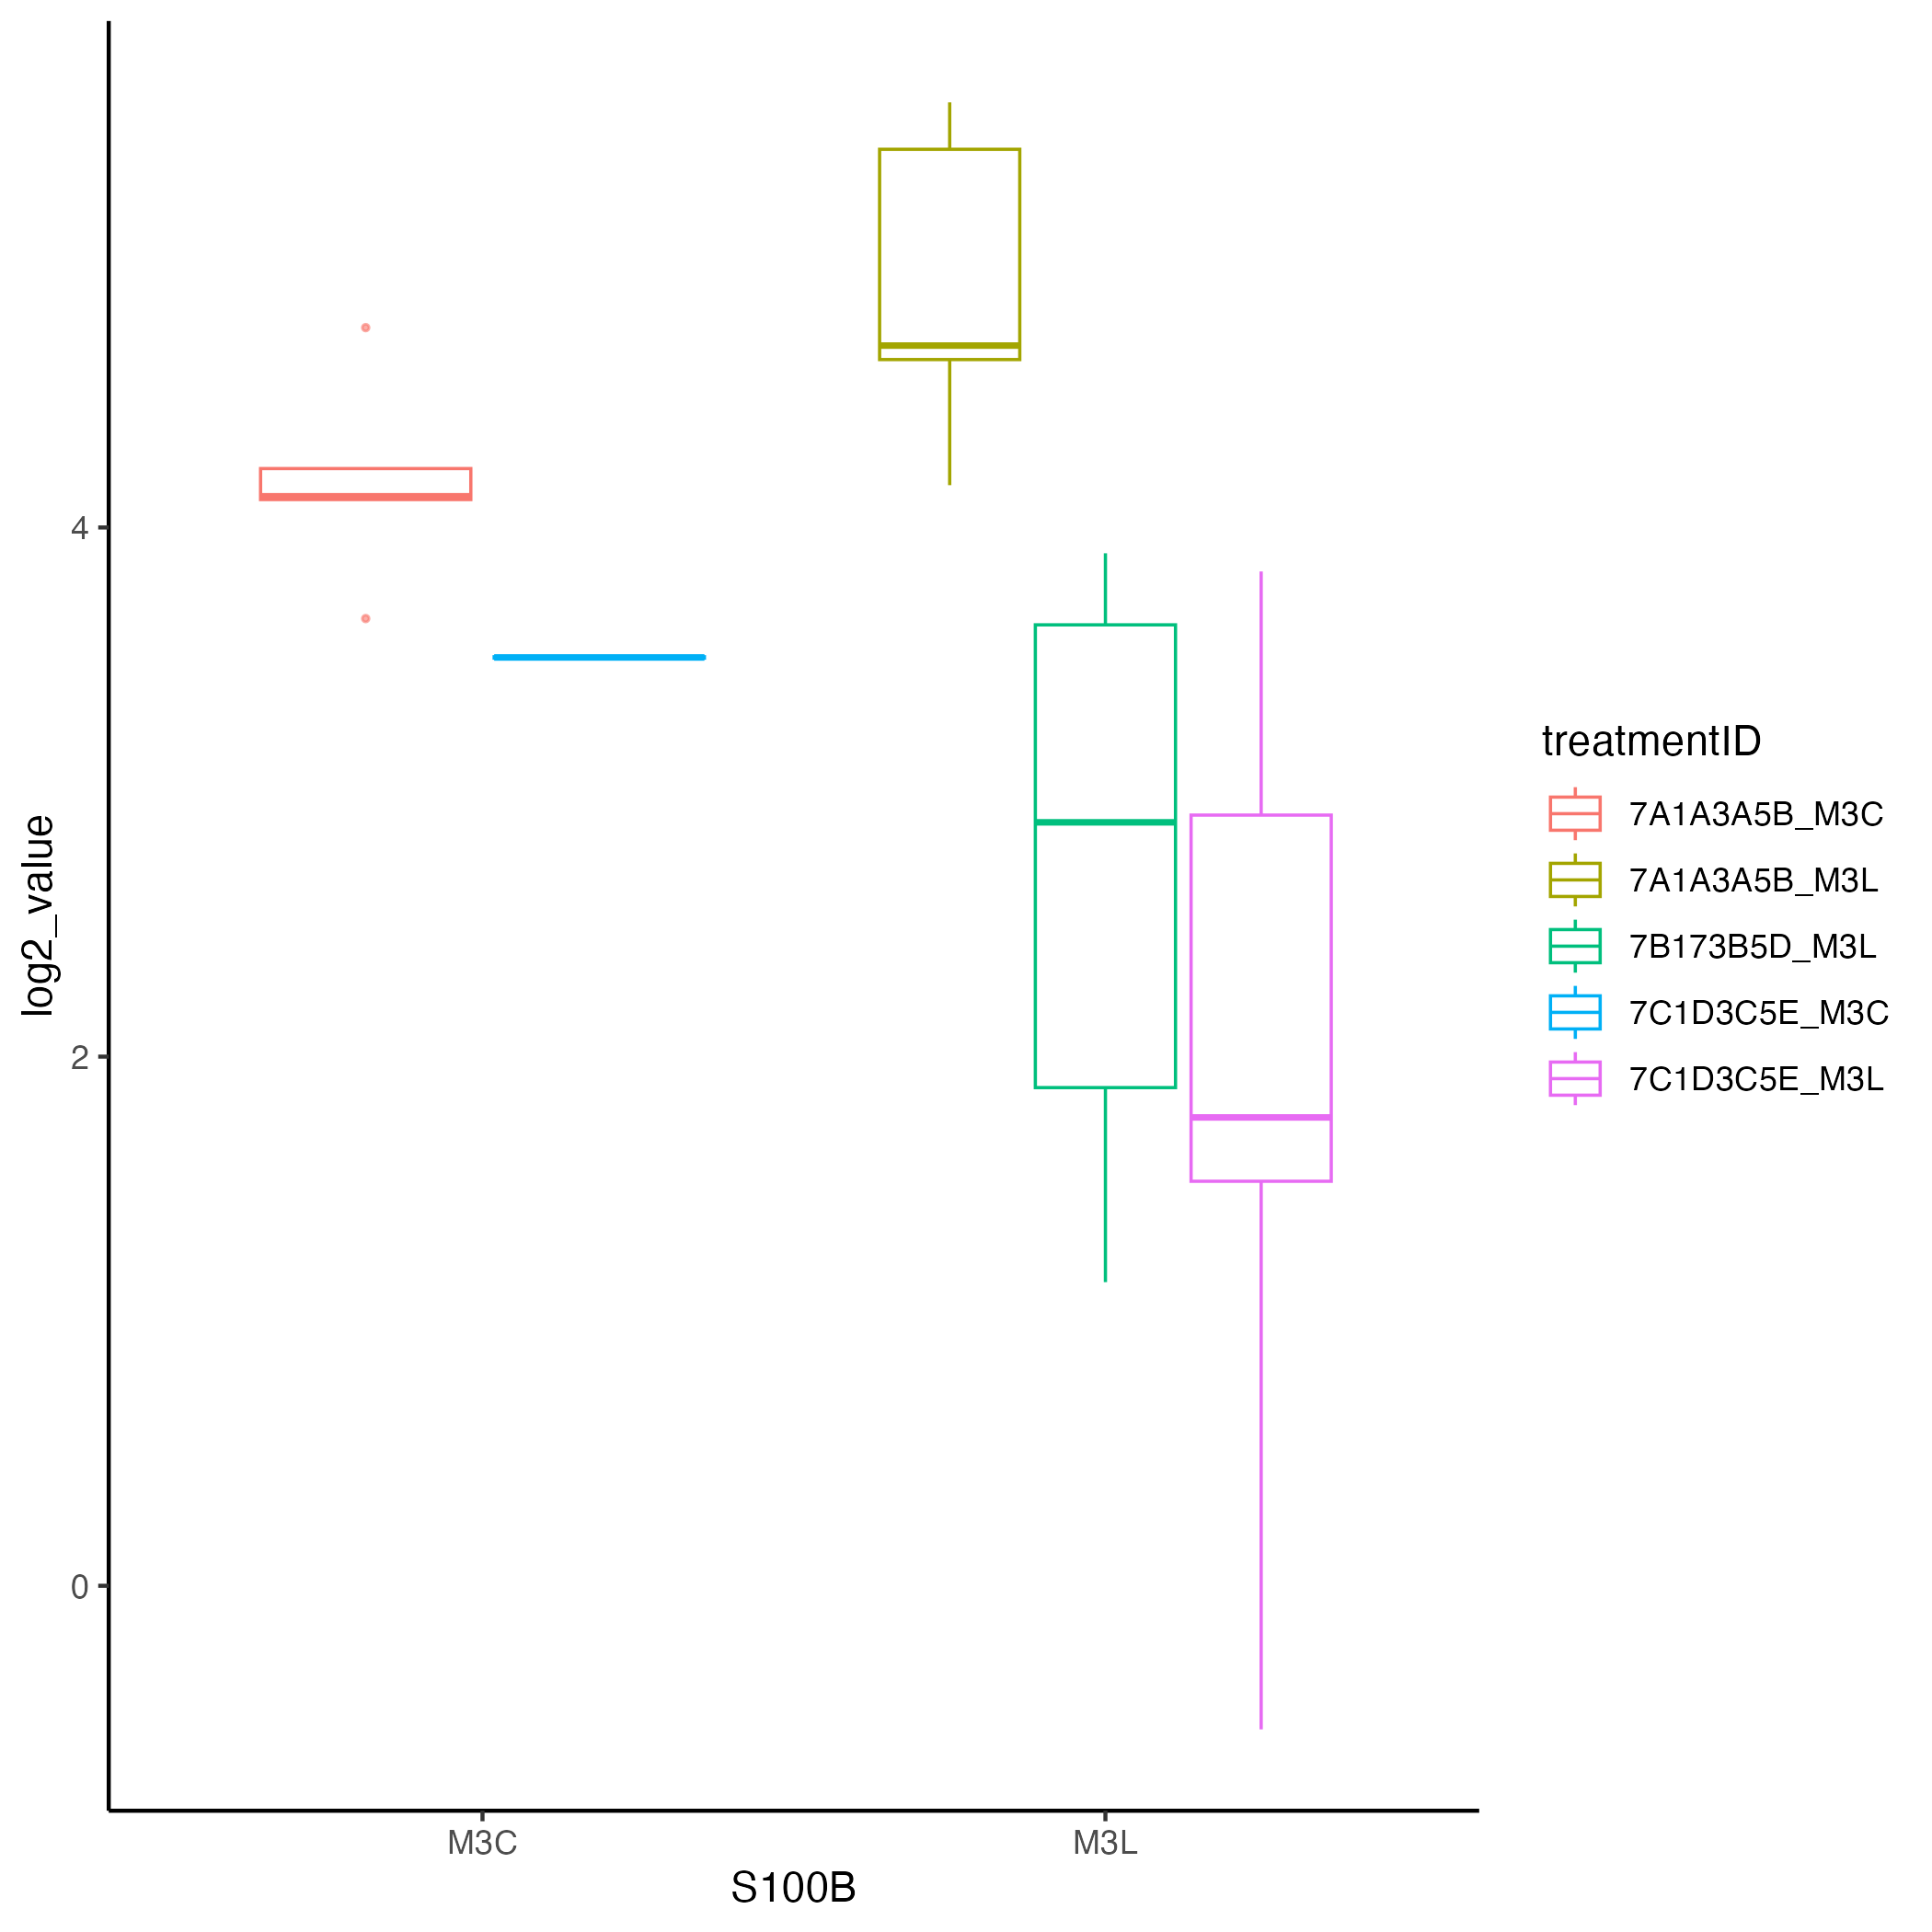 log2_value
4
2
0
M3C
M3L
S100B
treatmentID
7A1A3A5B_M3C
7A1A3A5B_M3L
7B173B5D_M3L
7C1D3C5E_M3C
7C1D3C5E_M3L